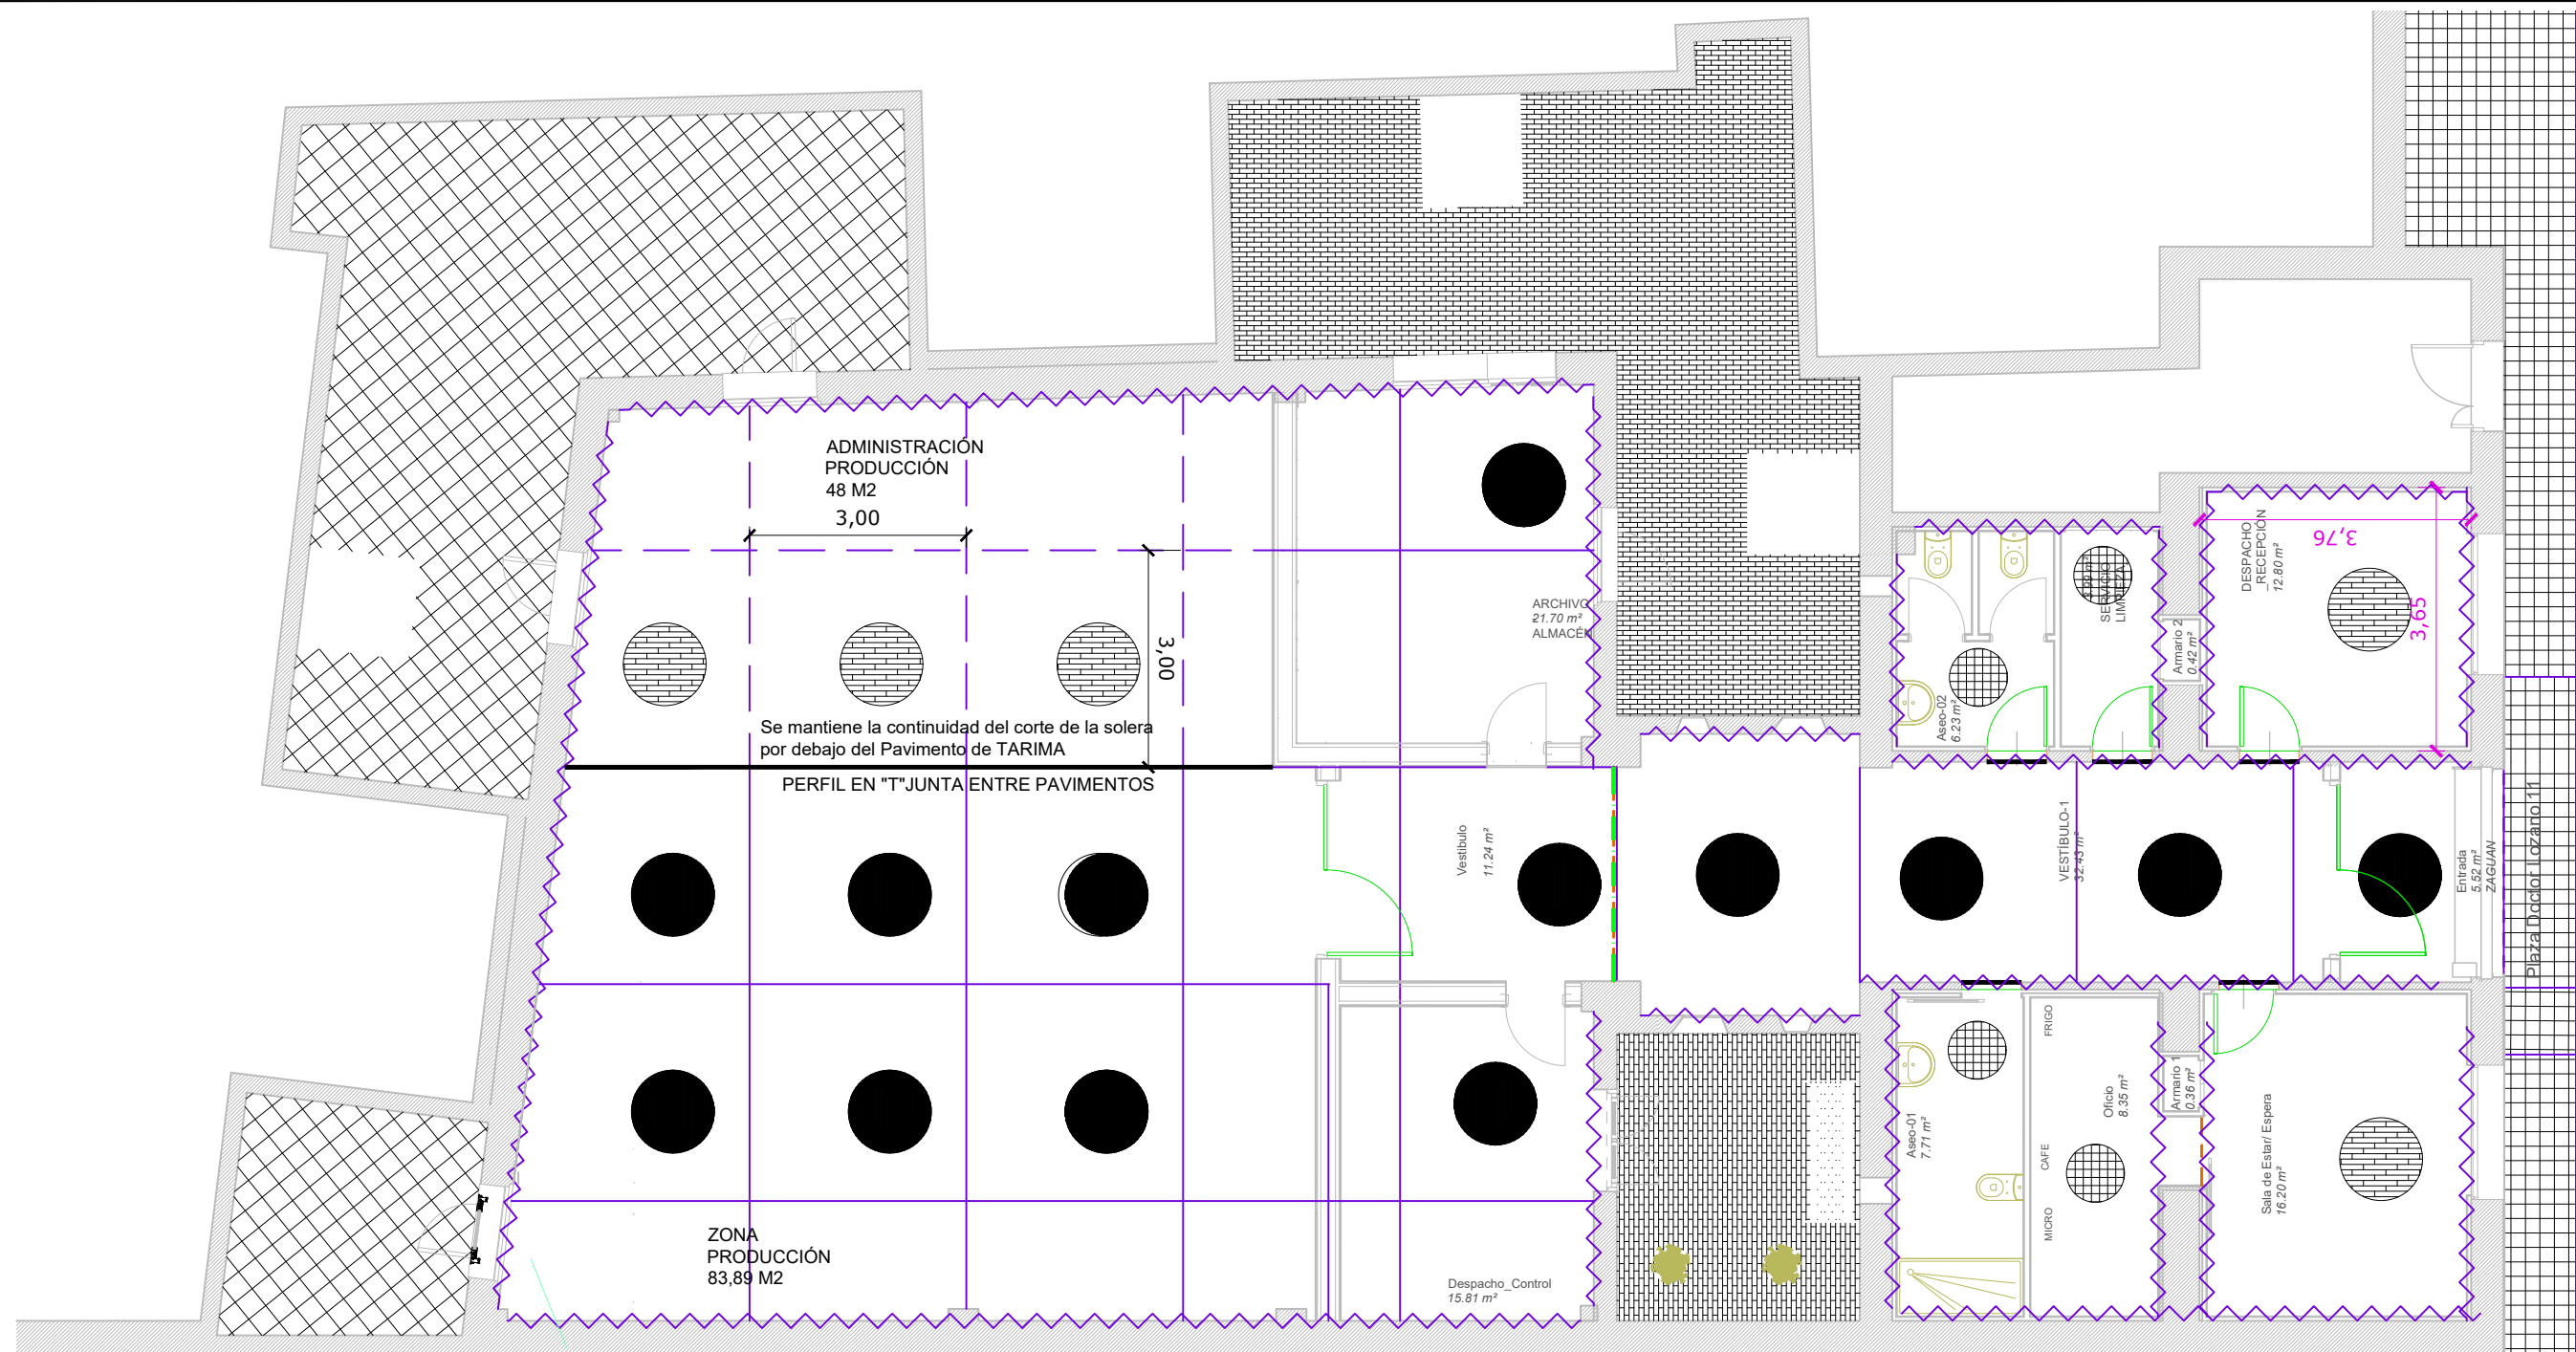 ADMINISTRACIÓN
PRODUCCIÓN
48 M2
3,00
3,00
Se mantiene la continuidad del corte de la solera
por debajo del Pavimento de TARIMA
PERFIL EN "T"JUNTA ENTRE PAVIMENTOS
ZONA
PRODUCCIÓN
83,89 M2
ARCHIVO
21.70 m²
ALMACÉN
Vestibulo
11.24 m²
Despacho_Control
15.81 m²
Aseo-02
6.23 m²
SERVICIO
LIMPIEZA
Armario 2
0.42 m²
DESPACHO
_RECEPCIÓN
12.80 m²
3,76
3,65
VESTÍBULO-1
32.43 m²
Entrada
5.52 m²
ZAGUAN
Plaza Doctor Lozano 11
Aseo-01
7.71 m²
FRIGO
CAFE
MICRO
Oficio
8.35 m²
Armario 1
0.36 m²
Sala de Estar/ Espera
16.20 m²